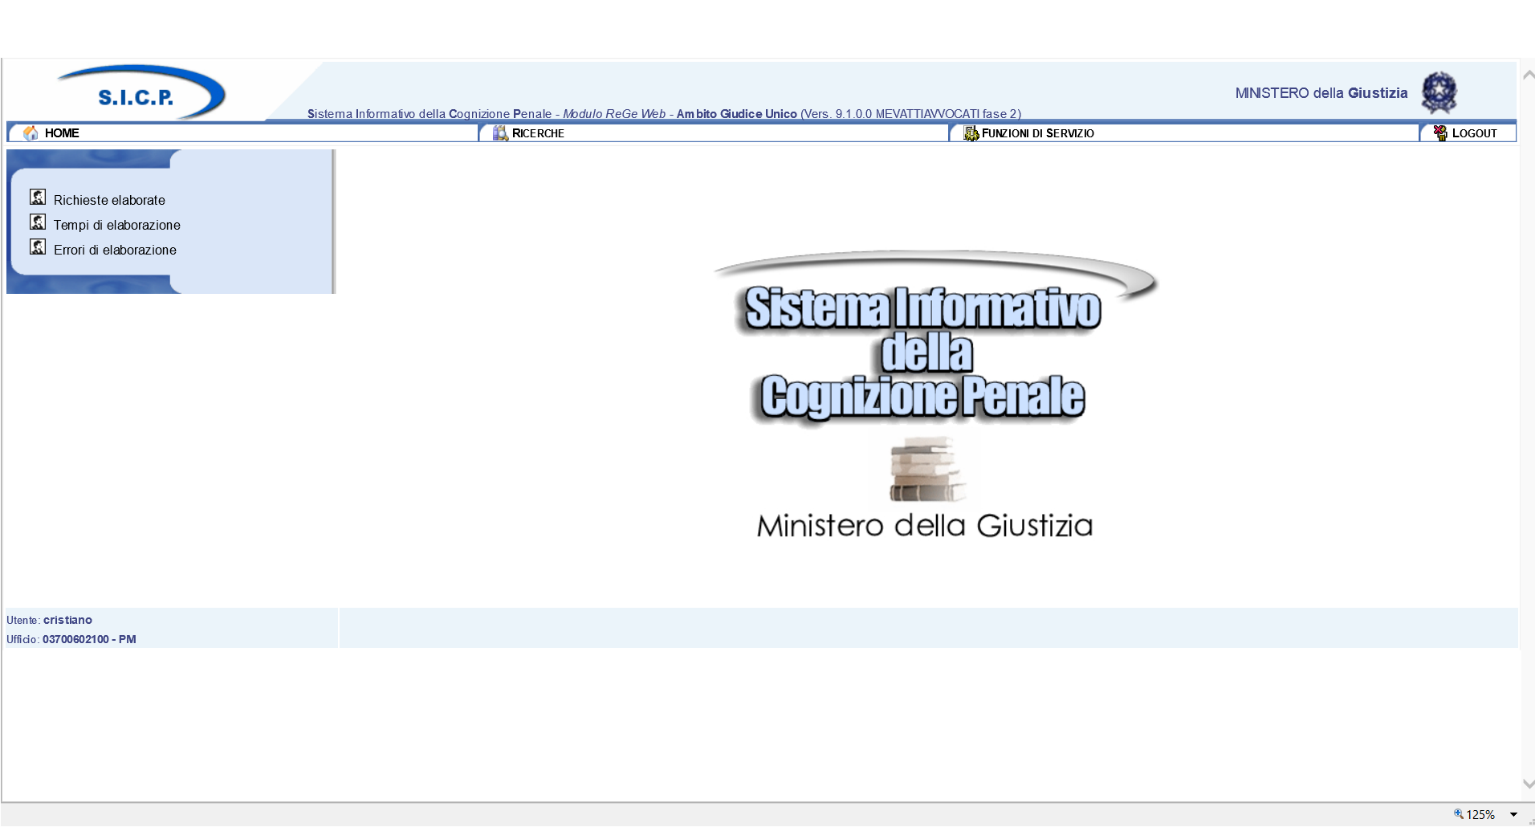 S.I.C.P.
MINISTERO della Giustizia
Sistema Informativo della Cognizione Penale - Modulo ReGe Web - Ambito Giudice Unico (Vers. 9.1.0.0 MEVATTIAVVOCATI fase 2)
HOME RICERCHE FUNZIONI DI SERVIZIO LOGOUT
Richieste elaborate
Tempi di elaborazione
Errori di elaborazione
Sistema Informativo
della
Cognizione Penale
Ministero della Giustizia
Utente: cristiano
Ufficio: 03700602100 - PM
125%